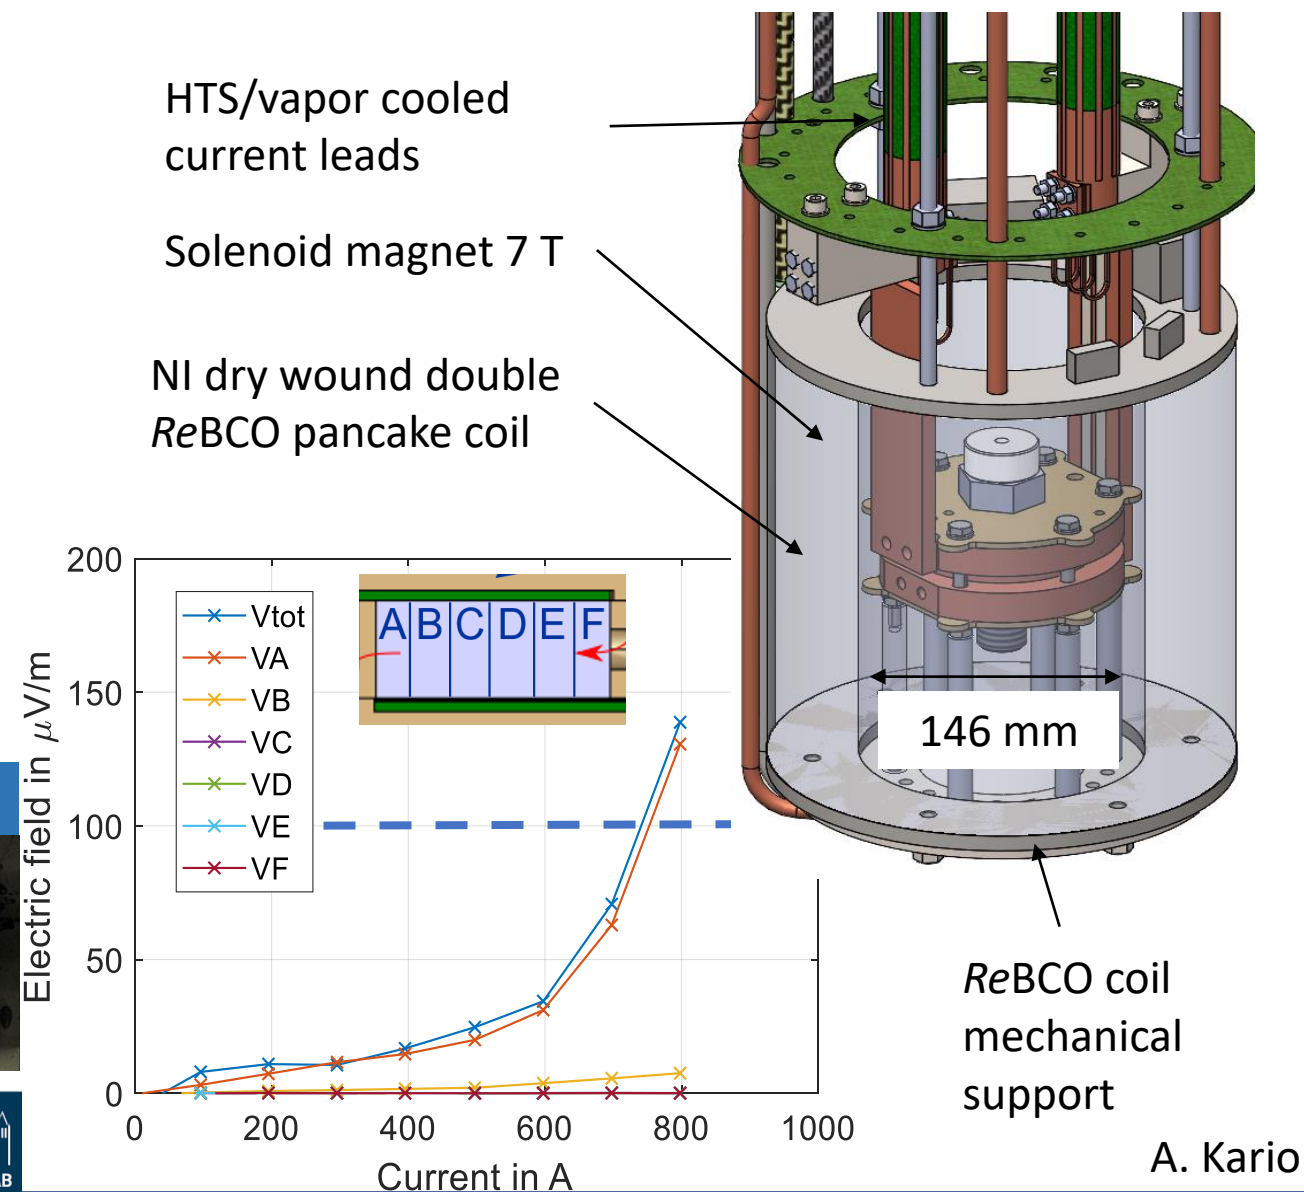 HTS/vapor cooled
current leads
Solenoid magnet 7 T
NI dry wound double
ReBCO pancake coil
200
150
100
50
0
Electric field in μV/m
Vtot
VA
VB
VC
VD
VE
VF
A B C D E F
0 200 400 600 800 1000
Current in A
146 mm
ReBCO coil
mechanical
support
A. Kario
AB